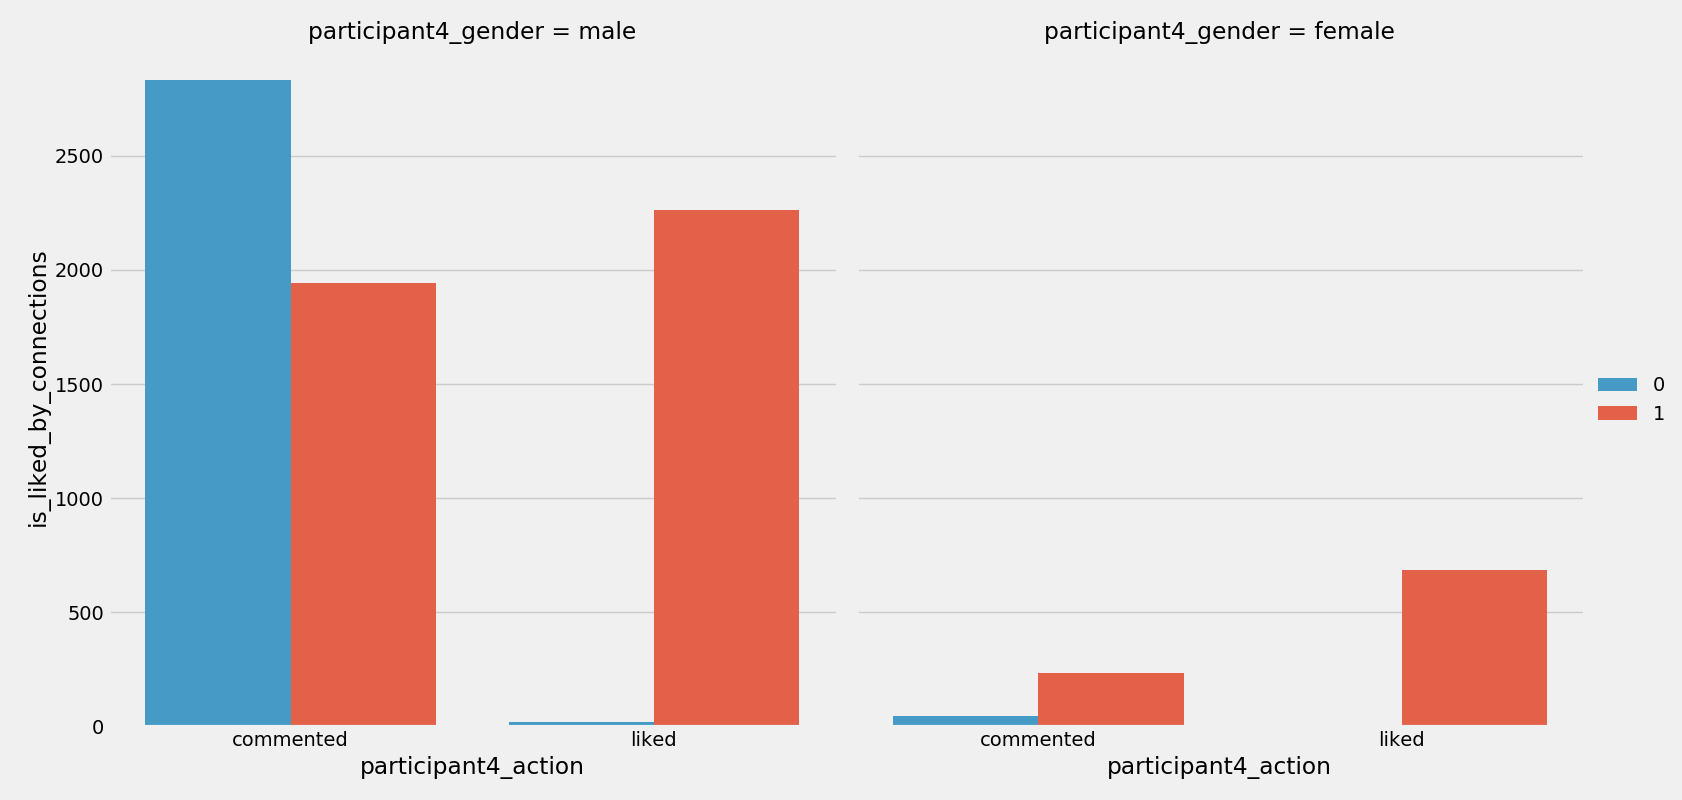 participant4_gender = male
participant4_gender = female
is_liked_by_connections
2500
2000
1500
1000
500
0
commented
liked
participant4_action
commented
liked
participant4_action
0
1